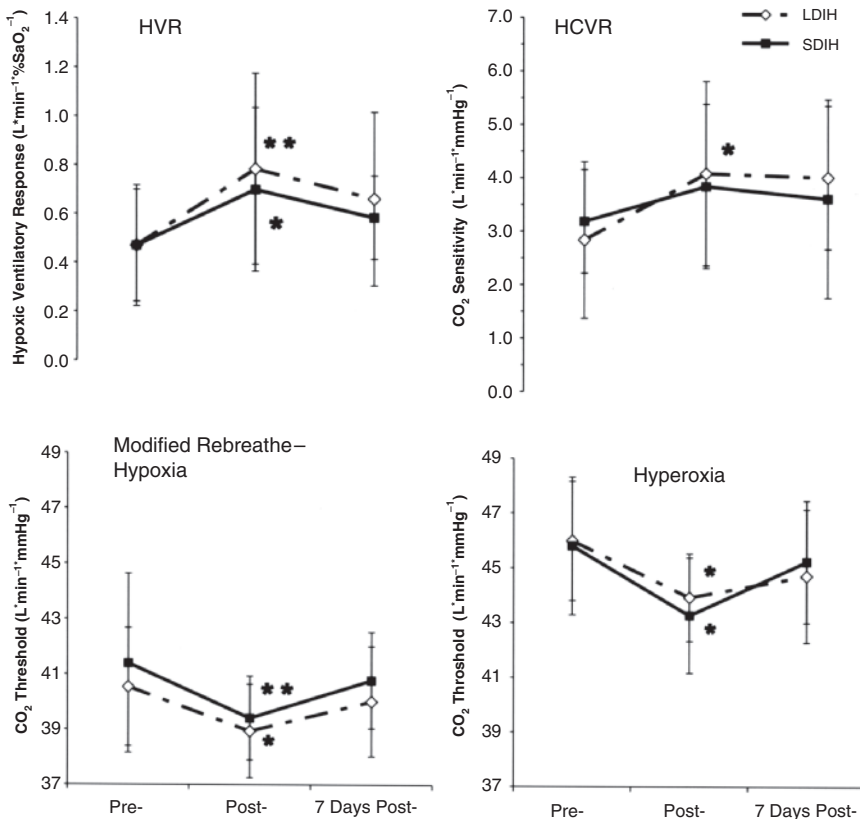 HVR
Hypoxic Ventilatory Response (L*min⁻¹*%SaO₂⁻¹)
1.4
1.2
1.0
0.8
0.6
0.4
0.2
0.0
**
*
HCVR
LDIH
SDIH
CO₂ Sensitivity (L*min⁻¹*mmHg⁻¹)
7.0
6.0
5.0
4.0
3.0
2.0
1.0
0.0
*
Modified Rebreathe–
Hypoxia
CO₂ Threshold (L*min⁻¹*mmHg⁻¹)
49
47
45
43
41
39
37
**
*
Pre-
Post-
7 Days Post-
Hyperoxia
CO₂ Throshold (L*min⁻¹*mmHg⁻¹)
49
47
45
43
41
39
37
*
*
Pre-
Post-
7 Days Post-